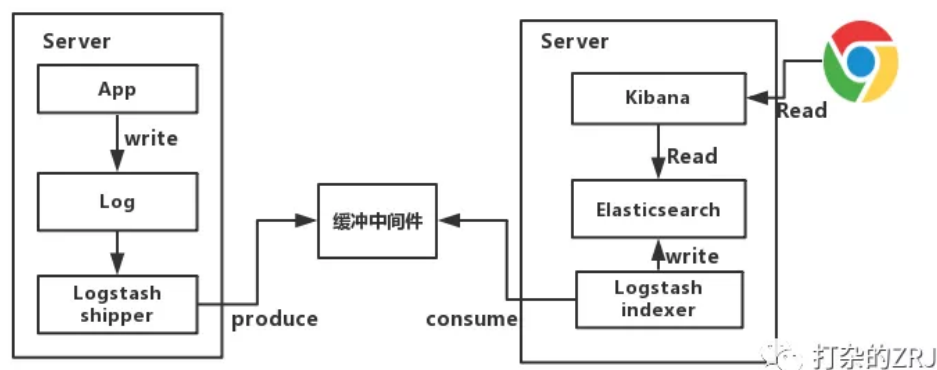 Server
App
write
Log
Logstash
shipper
produce
缓冲中间件
consume
Server
Kibana
Read
Read
Elasticsearch
write
Logstash
indexer
打杂的ZRJ